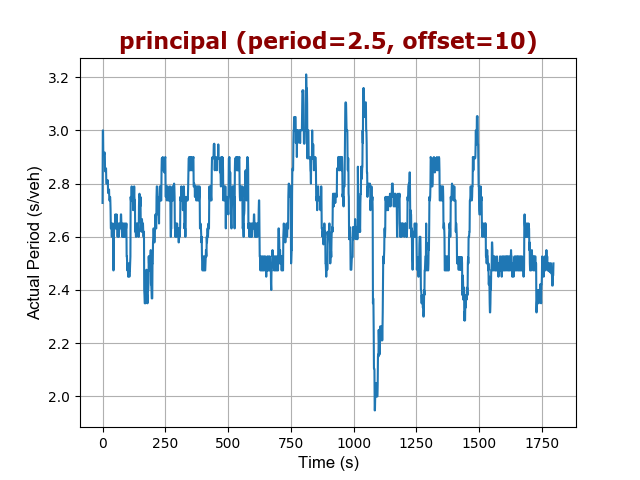 principal (period=2.5, offset=10)
3.2
3.0
2.8
2.6
2.4
2.2
2.0
Actual Period (s/veh)
0 250 500 750 1000 1250 1500 1750
Time (s)